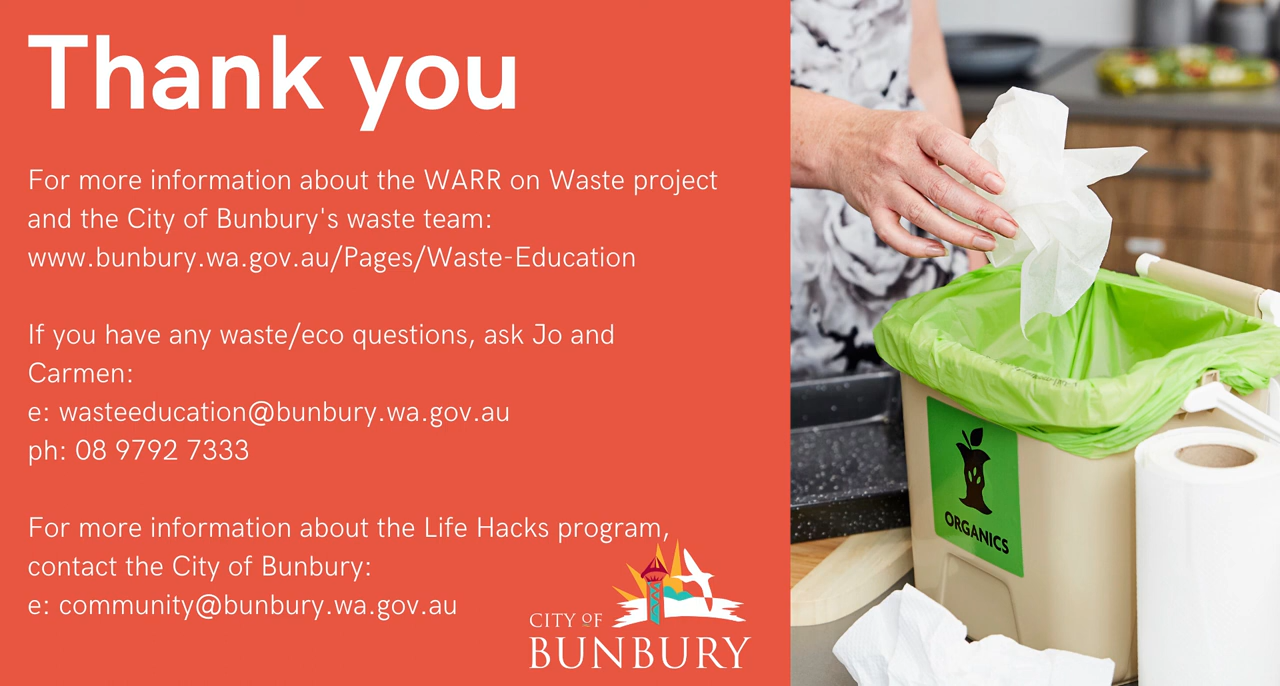 Thank you
For more information about the WARR on Waste project
and the City of Bunbury's waste team:
www.bunbury.wa.gov.au/Pages/Waste-Education
If you have any waste/eco questions, ask Jo and
Carmen:
e: wasteeducation@bunbury.wa.gov.au
ph: 08 9792 7333
For more information about the Life Hacks program,
contact the City of Bunbury:
e: community@bunbury.wa.gov.au
CITY OF
BUNBURY
ORGANICS